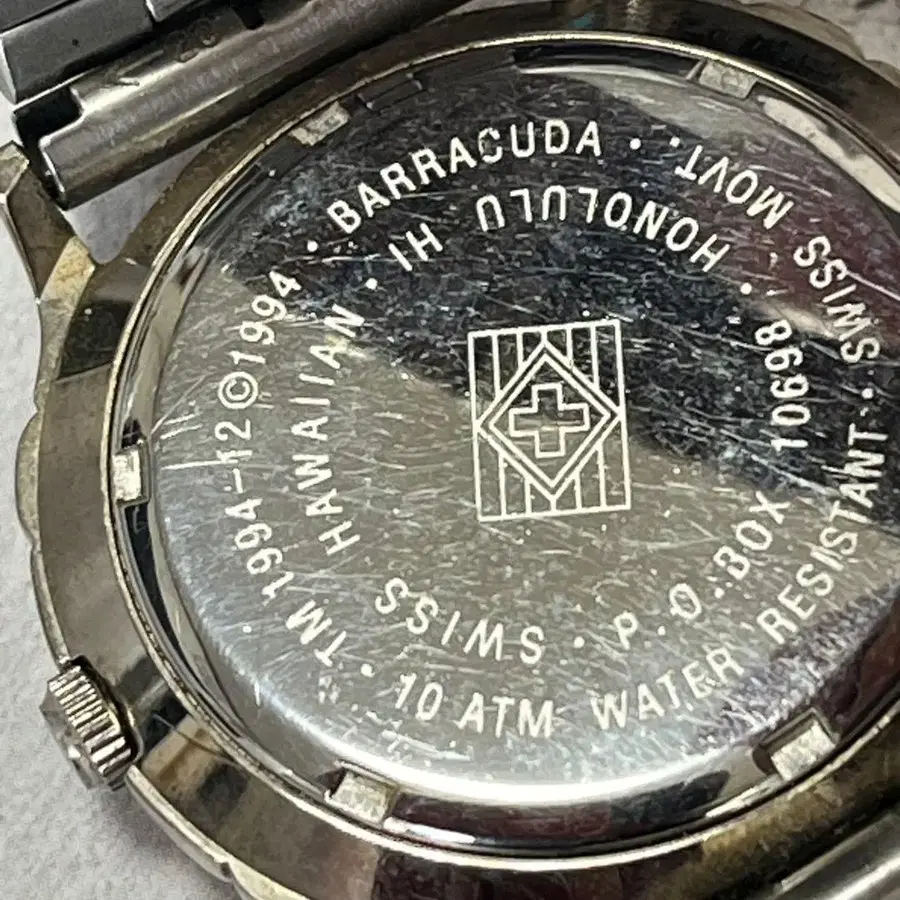 BARRACUDA · TM 1994-12©1994 · 10 ATM WATER RESISTANT · SWISS MOVT. ·
HAWAIIAN SWISS · P.O. BOX 10698 · HONOLULU HI ·